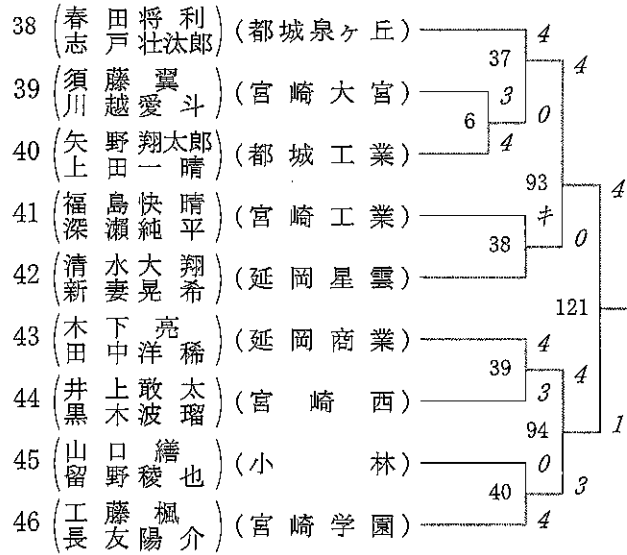 38 (春田将利 志戸壮汰郎) (都城泉ヶ丘) 4
37 4
39 (須藤翼 川越愛斗) (宮崎大宮) 3
6 0
40 (矢野翔太郎 上田一晴) (都城工業) 4
93 4
41 (福島快晴 深瀬純平) (宮崎工業) キ
38 0
42 (清水大翔 新妻晃希) (延岡星雲)
121
43 (木下亮 田中洋稀) (延岡商業) 4
39 4
44 (井上敢太 黒木波瑠) (宮崎西) 3
94 1
45 (山口繕 留野稜也) (小林) 0
40 3
46 (工藤楓 長友陽介) (宮崎学園) 4